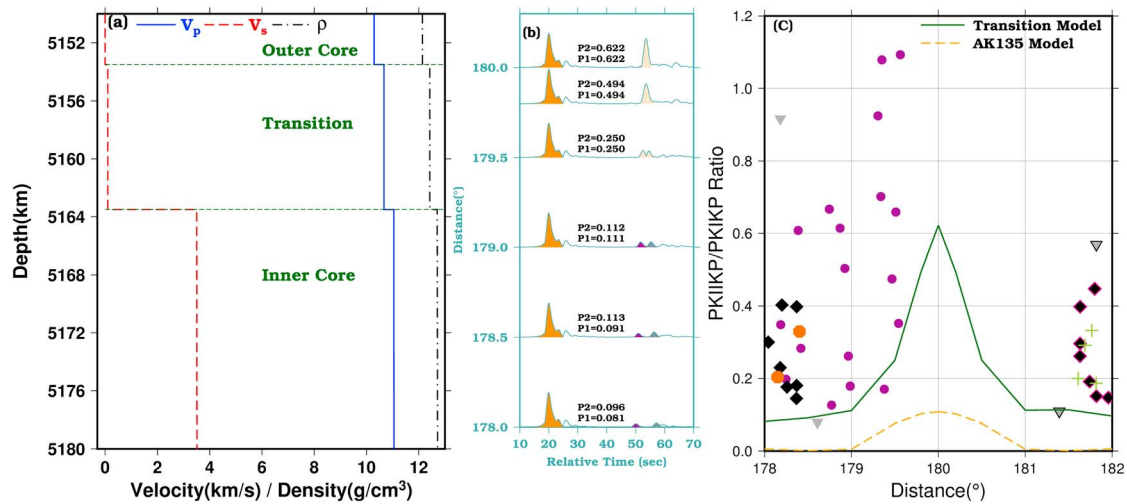 (a)
V_p V_s ρ
5152
5156
5160
5164
5168
5172
5176
5180
Depth(km)
Outer Core
Transition
Inner Core
0 2 4 6 8 10 12
Velocity(km/s) / Density(g/cm³)
(b)
180.0
179.5
179.0
178.5
178.0
Distance(°)
P2=0.622
P1=0.622
P2=0.494
P1=0.494
P2=0.250
P1=0.250
P2=0.112
P1=0.111
P2=0.113
P1=0.091
P2=0.096
P1=0.081
10 20 30 40 50 60 70
Relative Time (sec)
(C)
Transition Model
AK135 Model
1.2
1.0
0.8
0.6
0.4
0.2
0.0
PKIIKP/PKIKP Ratio
178 179 180 181 182
Distance(°)